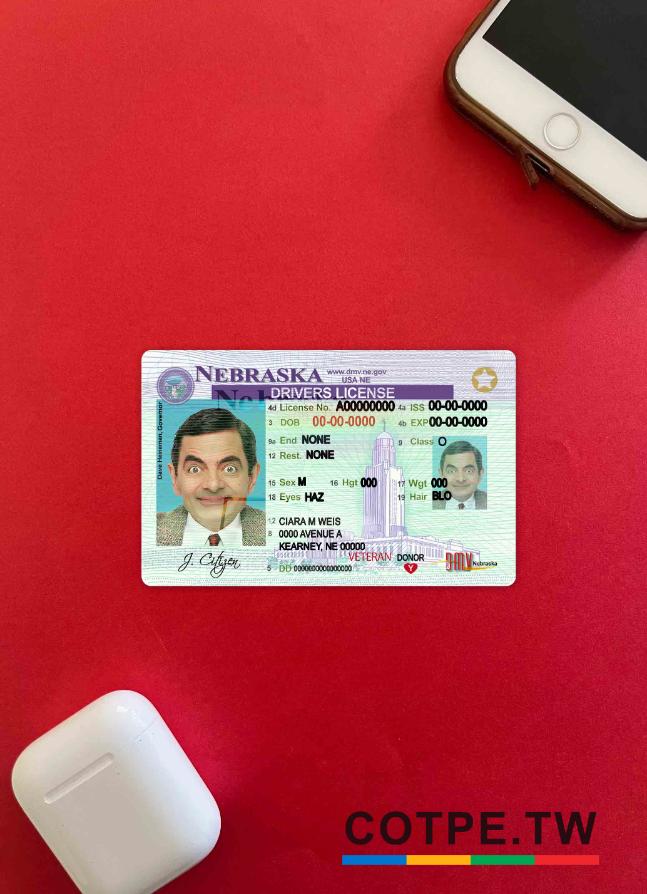 NEBRASKA
www.dmv.ne.gov
USA NE
DRIVERS LICENSE
Dave Heineman, Governor
4d License No. A00000000 4a ISS 00-00-0000
3 DOB 00-00-0000 4b EXP 00-00-0000
9a End NONE 9 Class O
12 Rest. NONE
15 Sex M 16 Hgt 000 17 Wgt 000
18 Eyes HAZ 19 Hair BLO
12 CIARA M WEIS
8 0000 AVENUE A
KEARNEY, NE 00000
VETERAN DONOR
Y
J. Citizen
5 DD 0000000000000000
DMV Nebraska
COTPE.TW